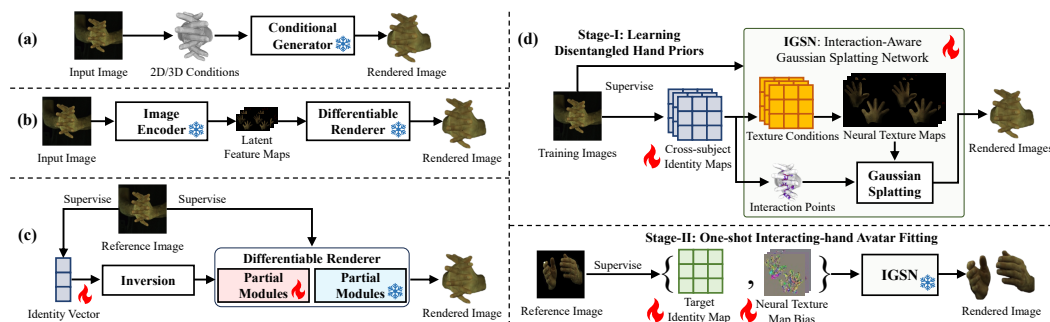 (a)
Input Image
2D/3D Conditions
Conditional
Generator
Rendered Image
(b)
Input Image
Image
Encoder
Latent
Feature Maps
Differentiable
Renderer
Rendered Image
(c)
Supervise
Supervise
Reference Image
Identity Vector
Inversion
Differentiable Renderer
Partial
Modules
Partial
Modules
Rendered Image
(d)
Stage-I: Learning
Disentangled Hand Priors
Supervise
Training Images
Cross-subject
Identity Maps
IGSN: Interaction-Aware
Gaussian Splatting Network
Texture Conditions
Neural Texture Maps
Interaction Points
Gaussian
Splatting
Rendered Images
Stage-II: One-shot Interacting-hand Avatar Fitting
Reference Image
Supervise
{ , }
Target
Identity Map
Neural Texture
Map Bias
IGSN
Rendered Image